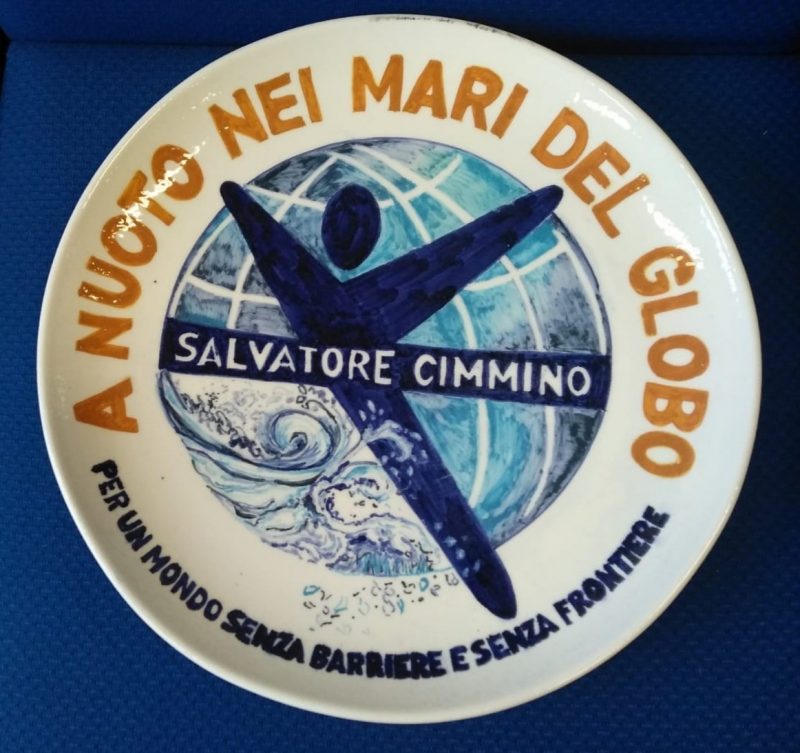 A NUOTO NEI MARI DEL GLOBO
SALVATORE CIMMINO
PER UN MONDO SENZA BARRIERE E SENZA FRONTIERE